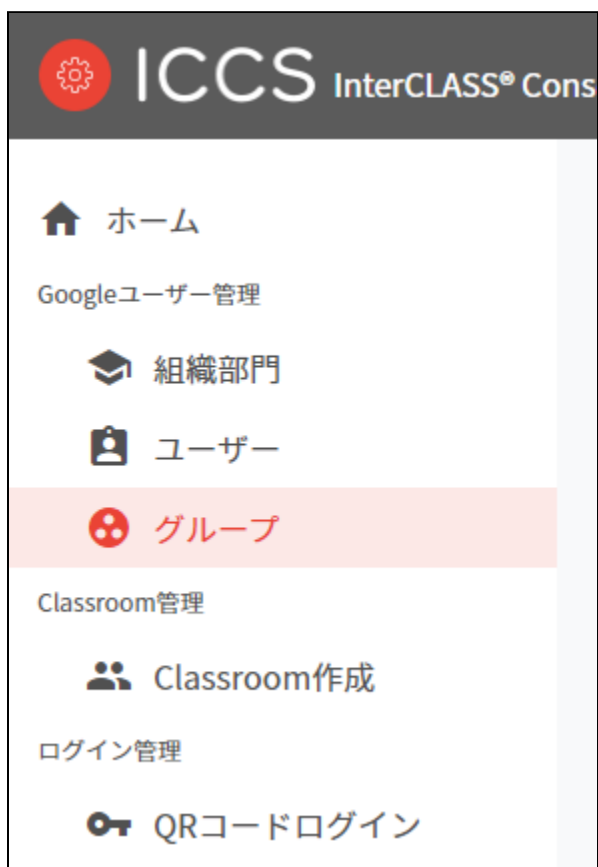 ICCS InterCLASS® Cons
ホーム
Googleユーザー管理
組織部門
ユーザー
グループ
Classroom管理
Classroom作成
ログイン管理
QRコードログイン